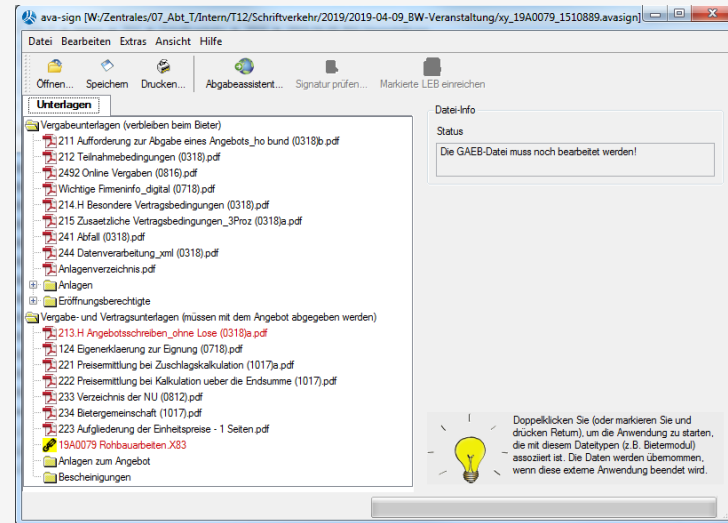 ava-sign [W:/Zentrales/07_Abt_T/Intern/T12/Schriftverkehr/2019/2019-04-09_BW-Veranstaltung/xy_19A0079_1510889.avasign]
Datei Bearbeiten Extras Ansicht Hilfe
Öffnen... Speichern Drucken... Abgabeassistent... Signatur prüfen... Markierte LEB einreichen
Unterlagen
Vergabeunterlagen (verbleiben beim Bieter)
211 Aufforderung zur Abgabe eines Angebots_ho bund (0318)b.pdf
212 Teilnahmebedingungen (0318).pdf
2492 Online Vergaben (0816).pdf
Wichtige Firmeninfo_digital (0718).pdf
214.H Besondere Vertragsbedingungen (0318).pdf
215 Zusaetzliche Vertragsbedingungen_3Proz (0318)a.pdf
241 Abfall (0318).pdf
244 Datenverarbeitung_xml (0318).pdf
Anlagenverzeichnis.pdf
Anlagen
Eröffnungsberechtigte
Vergabe- und Vertragsunterlagen (müssen mit dem Angebot abgegeben werden)
213.H Angebotsschreiben_ohne Lose (0318)a.pdf
124 Eigenerklaerung zur Eignung (0718).pdf
221 Preisermittlung bei Zuschlagskalkulation (1017)a.pdf
222 Preisermittlung bei Kalkulation ueber die Endsumme (1017).pdf
233 Verzeichnis der NU (0812).pdf
234 Bietergemeinschaft (1017).pdf
223 Aufgliederung der Einheitspreise - 1 Seiten.pdf
19A0079 Rohbauarbeiten.X83
Anlagen zum Angebot
Bescheinigungen
Datei-Info
Status
Die GAEB-Datei muss noch bearbeitet werden!
Doppelklicken Sie (oder markieren Sie und
drücken Return), um die Anwendung zu starten,
die mit diesem Dateitypen (z.B. Bietermodul)
assoziiert ist. Die Daten werden übernommen,
wenn diese externe Anwendung beendet wird.